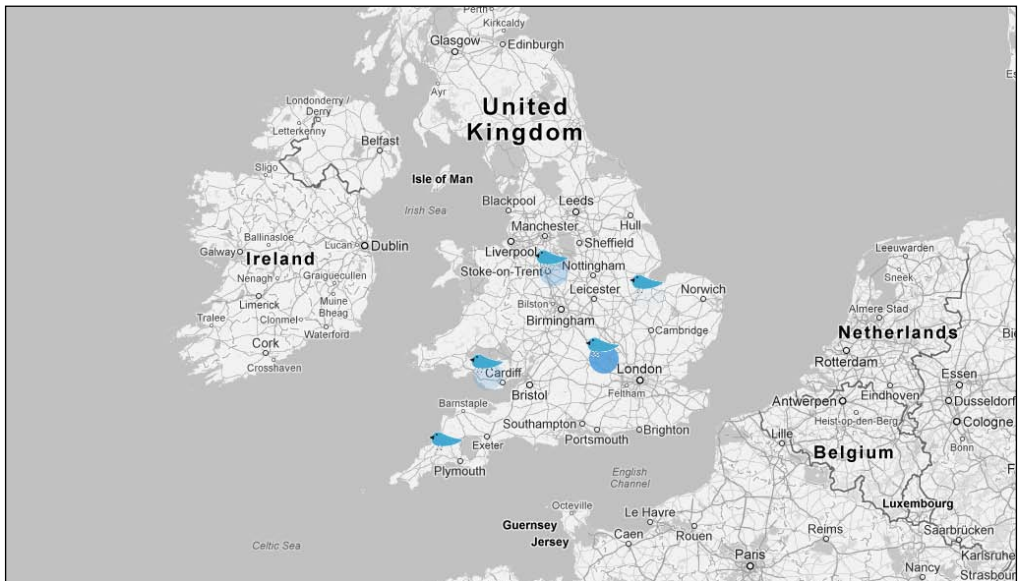 Perth
Kirkcaldy
Glasgow
Edinburgh
Ayr
United
Kingdom
Londonderry /
Derry
Letterkenny
Belfast
Sligo
Isle of Man
Irish Sea
Blackpool
Leeds
Manchester
Hull
Liverpool
Sheffield
Ballinasloe
Lucan
Dublin
Galway
Ireland
Nenagh
Graiguecullen
Limerick
Muine
Bheag
Tralee
Clonmel
Waterford
Cork
Crosshaven
Stoke-on-Trent
Nottingham
Leicester
Norwich
Bilston
Birmingham
Cambridge
Cardiff
London
Bristol
Feltham
Barnstaple
Southampton
Portsmouth
Brighton
Exeter
Plymouth
English
Channel
Leeuwarden
Sneek
Almere Stad
Netherlands
Rotterdam
Essen
Eindhoven
Antwerpen
Dusseldorf
Heist-op-den-Berg
Cologne
Lille
Bonn
Belgium
Luxembourg
Octeville
Guernsey
Jersey
Le Havre
Caen
Rouen
Reims
Saarbrücken
Celtic Sea
Paris
Karlsruhe
Nancy
Strasbou